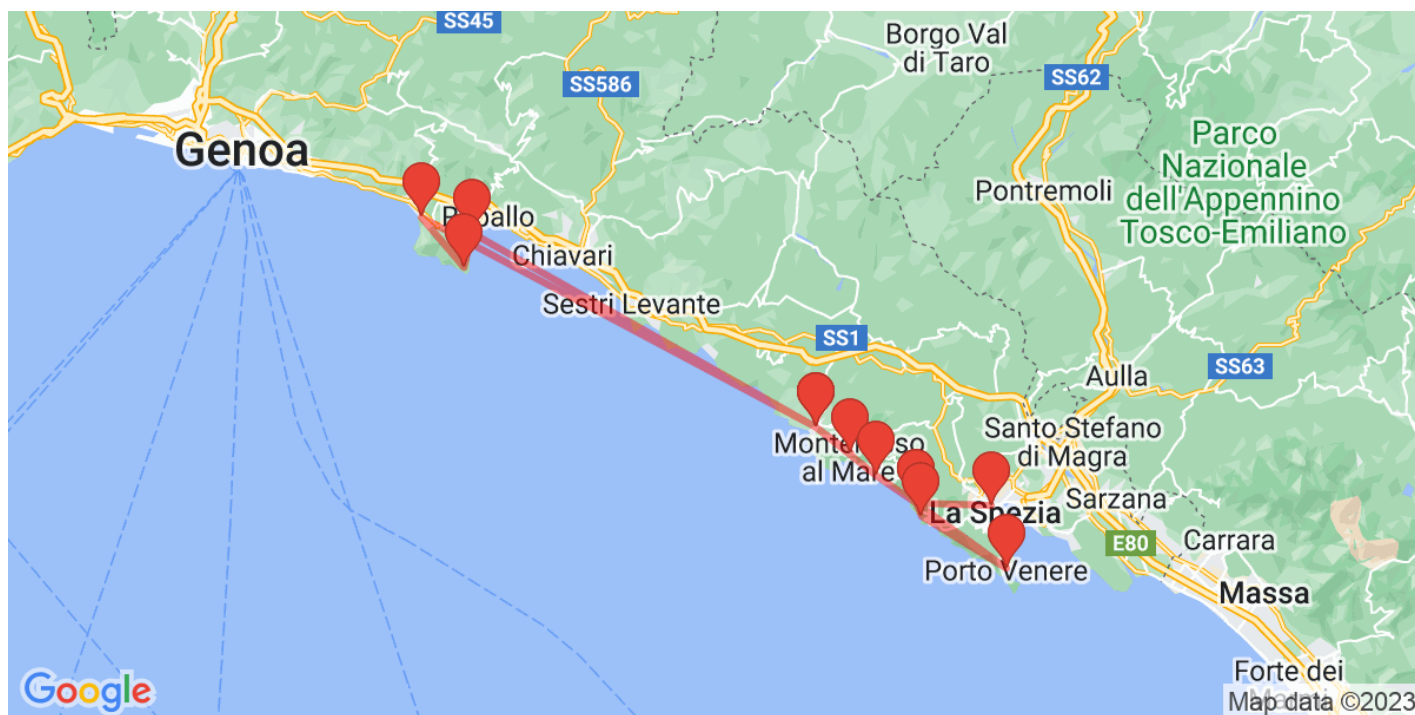 SS45
Borgo Val
di Taro
SS586
SS62
Genoa
Parco
Nazionale
dell'Appennino
Tosco-Emiliano
Pontremoli
Chiavari
Sestri Levante
SS1
SS63
Aulla
Santo Stefano
di Magra
al Mare
Sarzana
La Spezia
E80
Carrara
Porto Venere
Massa
Forte dei
Google
Map data ©2023